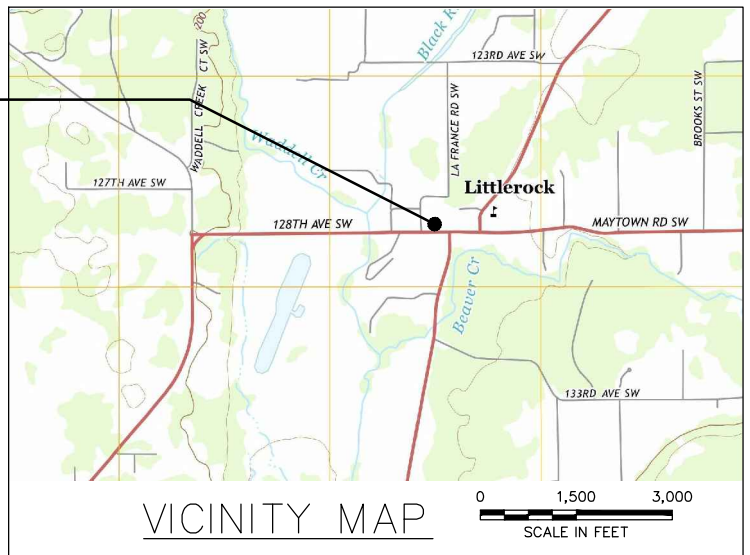 200
Black R
123RD AVE SW
WADDELL CREEK CT SW
Waddell Cr
LA FRANCE RD SW
BROOKS ST SW
127TH AVE SW
Littlerock
128TH AVE SW
MAYTOWN RD SW
Beaver Cr
133RD AVE SW
VICINITY MAP
0 1,500 3,000
SCALE IN FEET